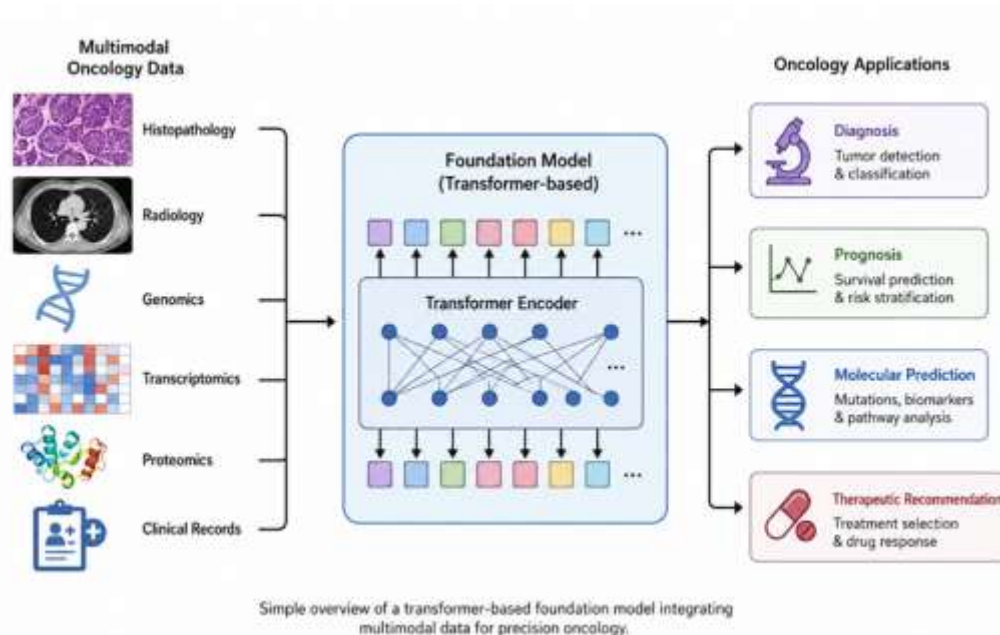 Multimodal
Oncology Data
Histopathology
Radiology
Genomics
Transcriptomics
Proteomics
Clinical Records
Foundation Model
(Transformer-based)
...
Transformer Encoder
...
...
Oncology Applications
Diagnosis
Tumor detection
& classification
Prognosis
Survival prediction
& risk stratification
Molecular Prediction
Mutations, biomarkers
& pathway analysis
Therapeutic Recommendation
Treatment selection
& drug response
Simple overview of a transformer-based foundation model integrating
multimodal data for precision oncology.